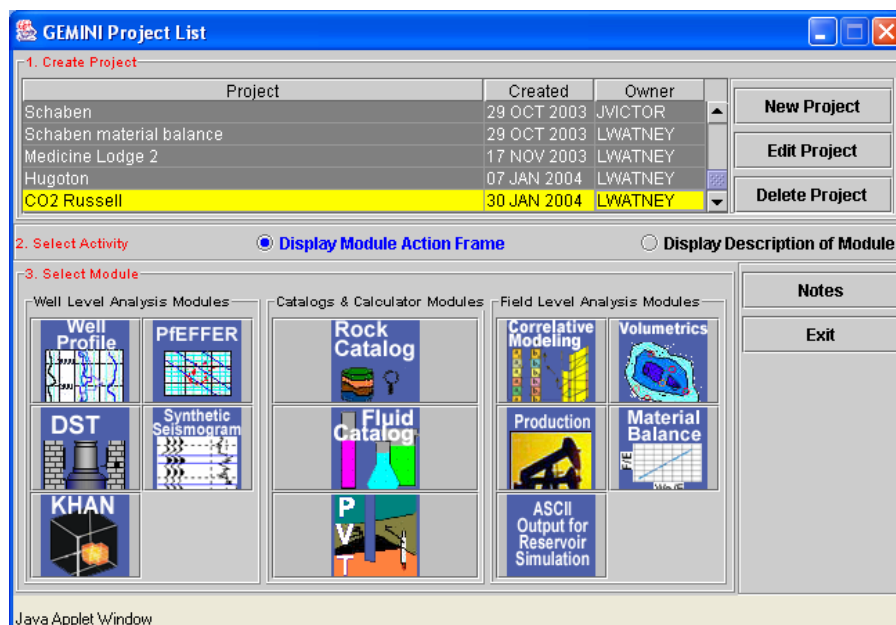 GEMINI Project List
1. Create Project
Project Created Owner
Schaben 29 OCT 2003 JVICTOR
Schaben material balance 29 OCT 2003 LWATNEY
Medicine Lodge 2 17 NOV 2003 LWATNEY
Hugoton 07 JAN 2004 LWATNEY
CO2 Russell 30 JAN 2004 LWATNEY
New Project
Edit Project
Delete Project
2. Select Activity Display Module Action Frame Display Description of Module
3. Select Module
Well Level Analysis Modules
Well
Profile
PfEFFER
DST
Synthetic
Seismogram
KHAN
Catalogs & Calculator Modules
Rock
Catalog
Fluid
Catalog
P
V
T
Field Level Analysis Modules
Correlative
Modeling
Volumetrics
Production
Material
Balance
F/E
ASCII
Output for
Reservoir
Simulation
Notes
Exit
Java Applet Window